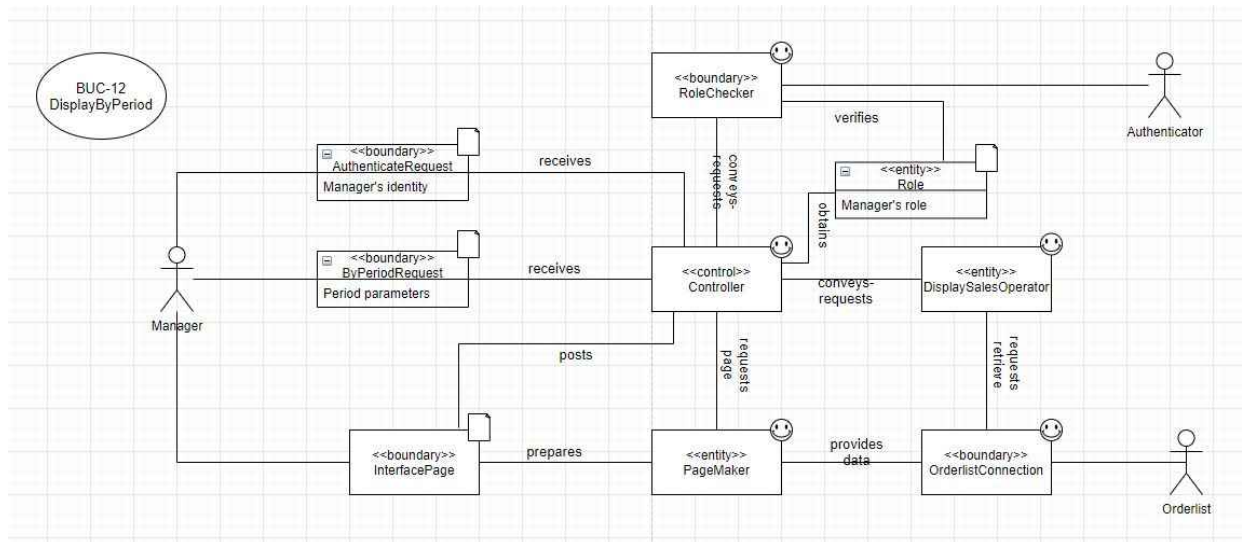 BUC-12
DisplayByPeriod
<<boundary>>
RoleChecker
Authenticator
verifies
<<boundary>>
AuthenticateRequest
Manager's identity
receives
conveys-
requests
<<entity>>
Role
Manager's role
obtains
<<boundary>>
ByPeriodRequest
Period parameters
receives
<<control>>
Controller
conveys-
requests
<<entity>>
DisplaySalesOperator
Manager
posts
requests
page
requests
retrieve
<<boundary>>
InterfacePage
prepares
<<entity>>
PageMaker
provides
data
<<boundary>>
OrderlistConnection
Orderlist